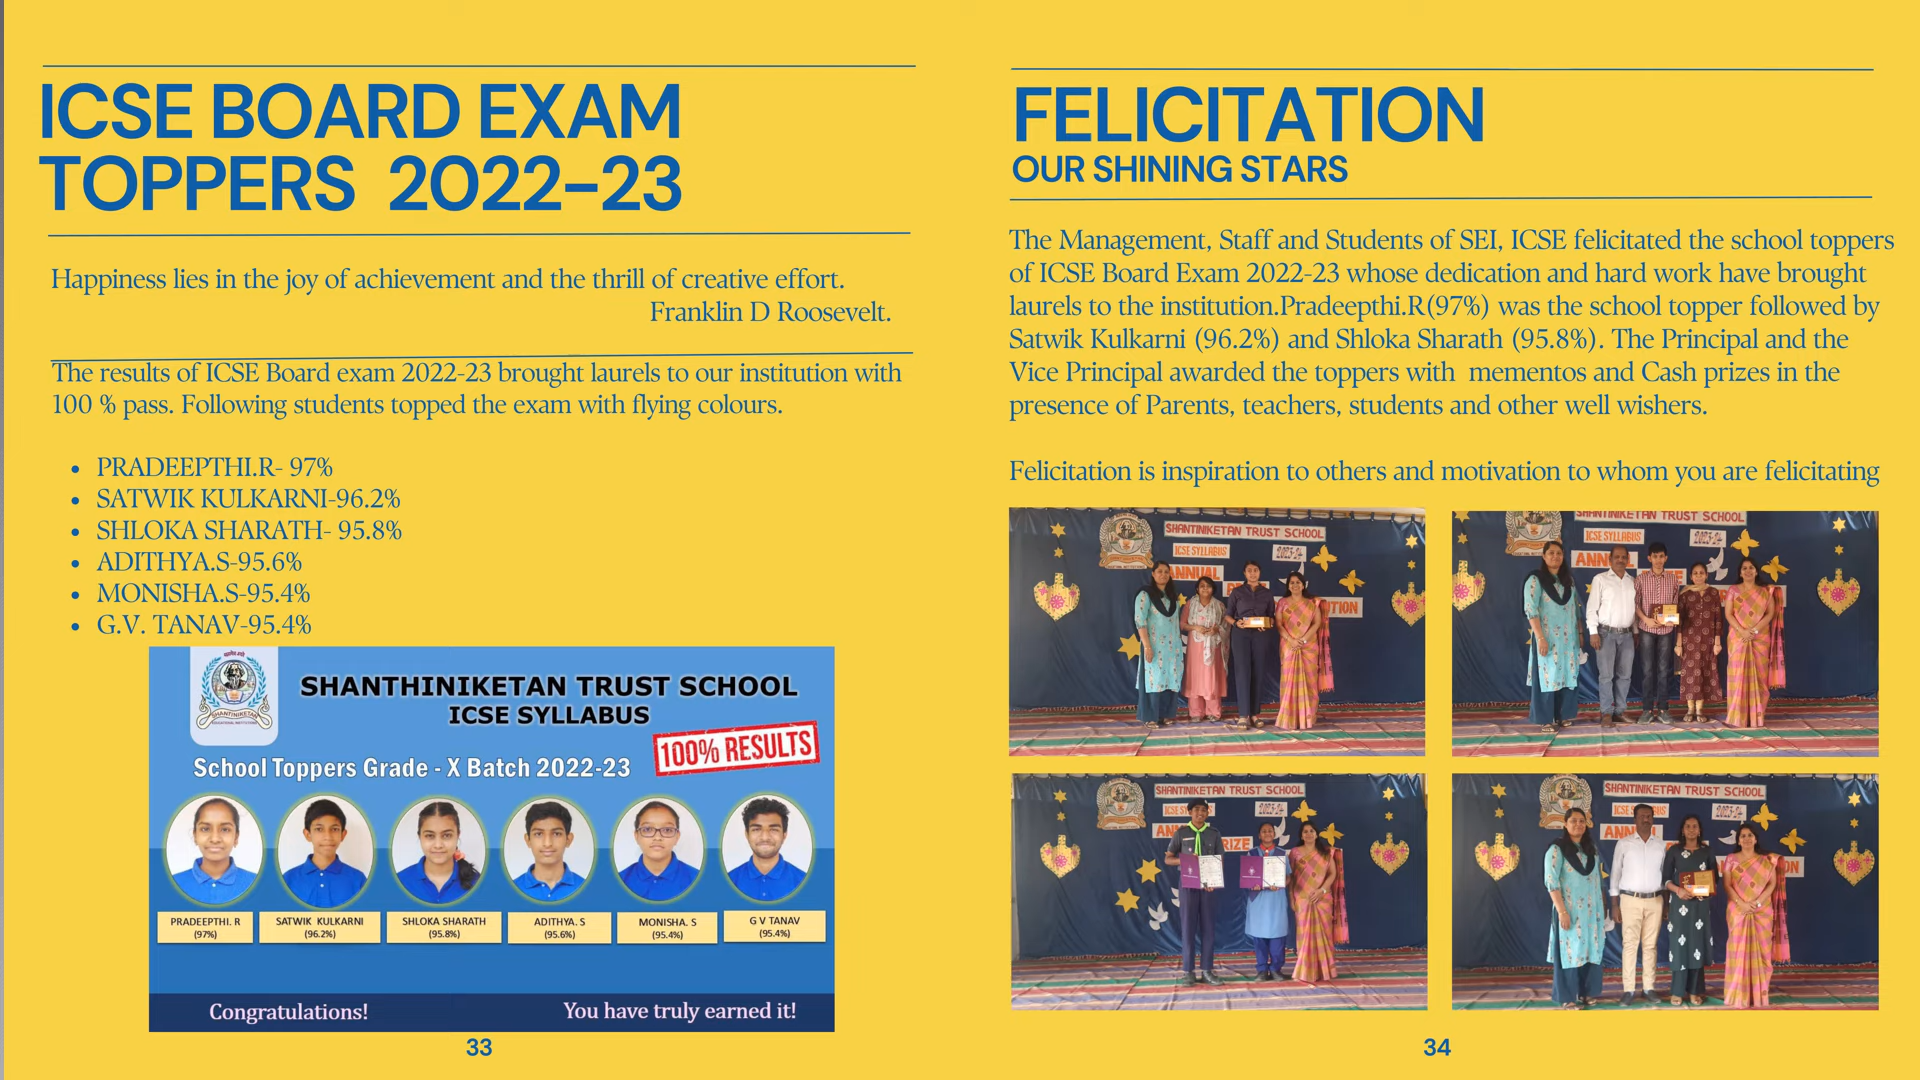 ICSE BOARD EXAM
TOPPERS 2022-23
Happiness lies in the joy of achievement and the thrill of creative effort.
Franklin D Roosevelt.
The results of ICSE Board exam 2022-23 brought laurels to our institution with
100 % pass. Following students topped the exam with flying colours.
• PRADEEPTHI.R- 97%
• SATWIK KULKARNI-96.2%
• SHLOKA SHARATH- 95.8%
• ADITHYA.S-95.6%
• MONISHA.S-95.4%
• G.V. TANAV-95.4%
SHANTINIKETAN
SHANTHINIKETAN TRUST SCHOOL
ICSE SYLLABUS
100% RESULTS
School Toppers Grade - X Batch 2022-23
PRADEEPTHI. R
(97%)
SATWIK KULKARNI
(96.2%)
SHLOKA SHARATH
(95.8%)
ADITHYA. S
(95.6%)
MONISHA. S
(95.4%)
G V TANAV
(95.4%)
Congratulations!
You have truly earned it!
33
FELICITATION
OUR SHINING STARS
The Management, Staff and Students of SEI, ICSE felicitated the school toppers
of ICSE Board Exam 2022-23 whose dedication and hard work have brought
laurels to the institution.Pradeepthi.R(97%) was the school topper followed by
Satwik Kulkarni (96.2%) and Shloka Sharath (95.8%). The Principal and the
Vice Principal awarded the toppers with mementos and Cash prizes in the
presence of Parents, teachers, students and other well wishers.
Felicitation is inspiration to others and motivation to whom you are felicitating
SHANTINIKETAN TRUST SCHOOL
ICSE SYLLABUS
2023-24
ANNUAL
SHANTINIKETAN TRUST SCHOOL
ICSE SYLLABUS
2023-24
SHANTINIKETAN TRUST SCHOOL
2023-24
SHANTINIKETAN TRUST SCHOOL
2023-24
34